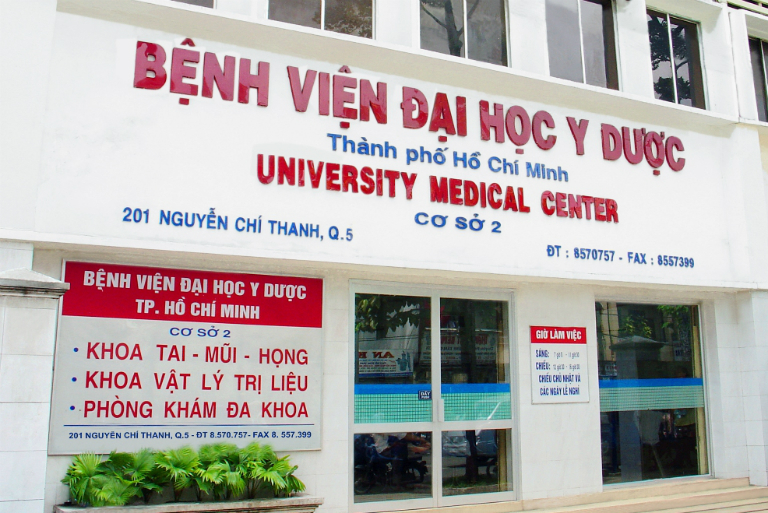 BỆNH VIỆN ĐẠI HỌC Y DƯỢC
Thành phố Hồ Chí Minh
UNIVERSITY MEDICAL CENTER
CƠ SỞ 2
201 NGUYỄN CHÍ THANH, Q.5
ĐT : 8570757 - FAX : 8557399
BỆNH VIỆN ĐẠI HỌC Y DƯỢC
TP. HỒ CHÍ MINH
CƠ SỞ 2
• KHOA TAI - MŨI - HỌNG
• KHOA VẬT LÝ TRỊ LIỆU
• PHÒNG KHÁM ĐA KHOA
201 NGUYỄN CHÍ THANH, Q.5 - ĐT 8.570.757- FAX 8. 557.399
ĐẨY
GIỜ LÀM VIỆC
SÁNG:
CHIỀU:
CHIỀU CHỦ NHẬT VÀ
CÁC NGÀY LỄ NGHỈ